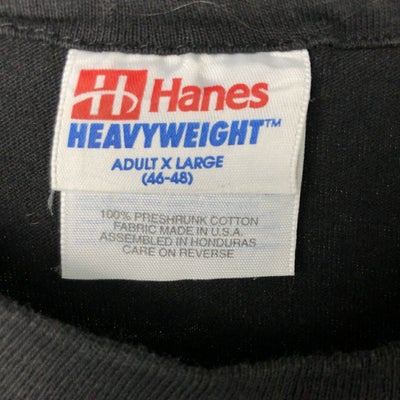 Hanes
HEAVYWEIGHT™
ADULT X LARGE
(46-48)
100% PRESHRUNK COTTON
FABRIC MADE IN U.S.A.
ASSEMBLED IN HONDURAS
CARE ON REVERSE